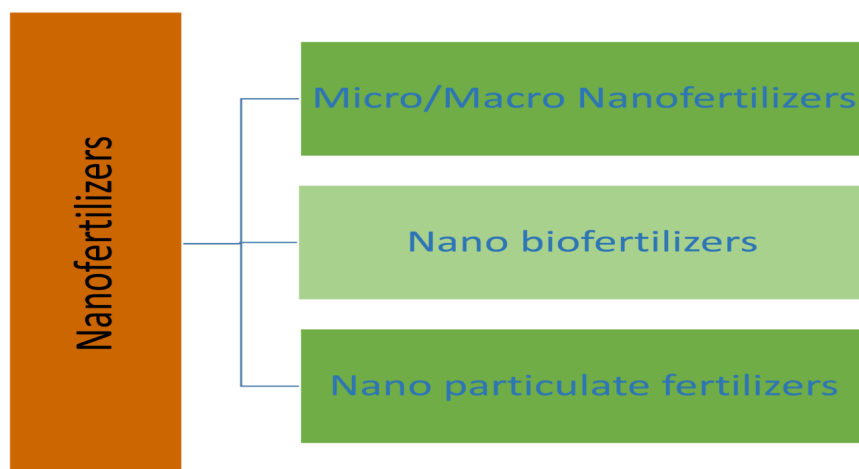 Nanofertilizers
Micro/Macro Nanofertilizers
Nano biofertilizers
Nano particulate fertilizers